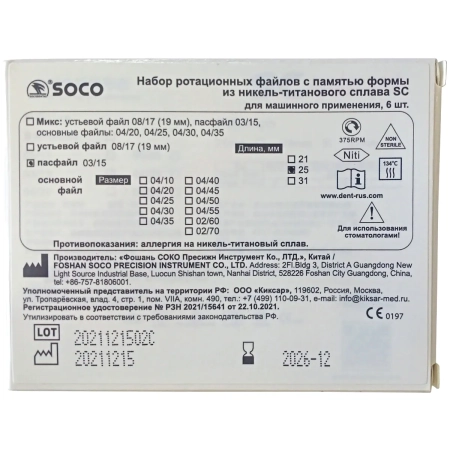 SOCO
Набор ротационных файлов с памятью формы
из никель-титанового сплава SC
для машинного применения, 6 шт.
Микс: устьевой файл 08/17 (19 мм), пасфайл 03/15,
основные файлы: 04/20, 04/25, 04/30, 04/35
устьевой файл 08/17 (19 мм)
Длина, мм
пасфайл 03/15
21
25
31
основной файл
Размер
04/10 04/40
04/20 04/45
04/25 04/50
04/30 04/55
04/35 02/60
02/70
375RPM
NON STERILE
Niti
134°C
www.dent-rus.com
Для использования
стоматологами!
Противопоказания: аллергия на никель-титановый сплав.
Производитель: «Фошань СОКО Пресижн Инструмент Ко., ЛТД.», Китай /
FOSHAN SOCO PRECISION INSTRUMENT CO., LTD., Address: 2Fl.Bldg 3, Guangdong New
Light Source Industrial Base, Luocun Shishan Town, Nanhai District, 528226 Foshan City Guangdong, China,
tel: +86-757-81806001.
Уполномоченный представитель на территории РФ: ООО «Киксар», 119602, Россия, Москва,
ул. Тропарёвская, влад. 4, стр. 1, пом. VIIA, комн. 490, тел.: +7 (499) 110-09-31, e-mail: info@kiksar-med.ru.
Регистрационное удостоверение № РЗН 2021/15641 от 22.10.2021.
Утилизировать в соответствии с требованиями законодательства РФ.
CE 0197
LOT 2021121502C
20211215
2026-12